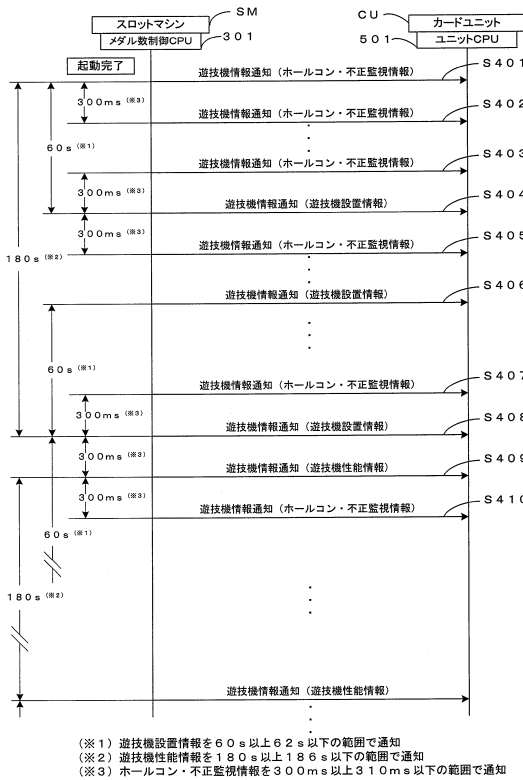 スロットマシン
SM
メダル数制御CPU
301
CU
カードユニット
501
ユニットCPU
起動完了
遊技機情報通知（ホールコン・不正監視情報）
S401
300ms（※3）
遊技機情報通知（ホールコン・不正監視情報）
S402
60s（※1）
遊技機情報通知（ホールコン・不正監視情報）
S403
300ms（※3）
遊技機情報通知（遊技機設置情報）
S404
300ms（※3）
遊技機情報通知（ホールコン・不正監視情報）
S405
180s（※2）
遊技機情報通知（遊技機設置情報）
S406
60s（※1）
遊技機情報通知（ホールコン・不正監視情報）
S407
300ms（※3）
遊技機情報通知（遊技機設置情報）
S408
300ms（※3）
遊技機情報通知（遊技機性能情報）
S409
300ms（※3）
遊技機情報通知（ホールコン・不正監視情報）
S410
60s（※1）
180s（※2）
遊技機情報通知（遊技機性能情報）
（※1）遊技機設置情報を60s以上62s以下の範囲で通知
（※2）遊技機性能情報を180s以上186s以下の範囲で通知
（※3）ホールコン・不正監視情報を300ms以上310ms以下の範囲で通知